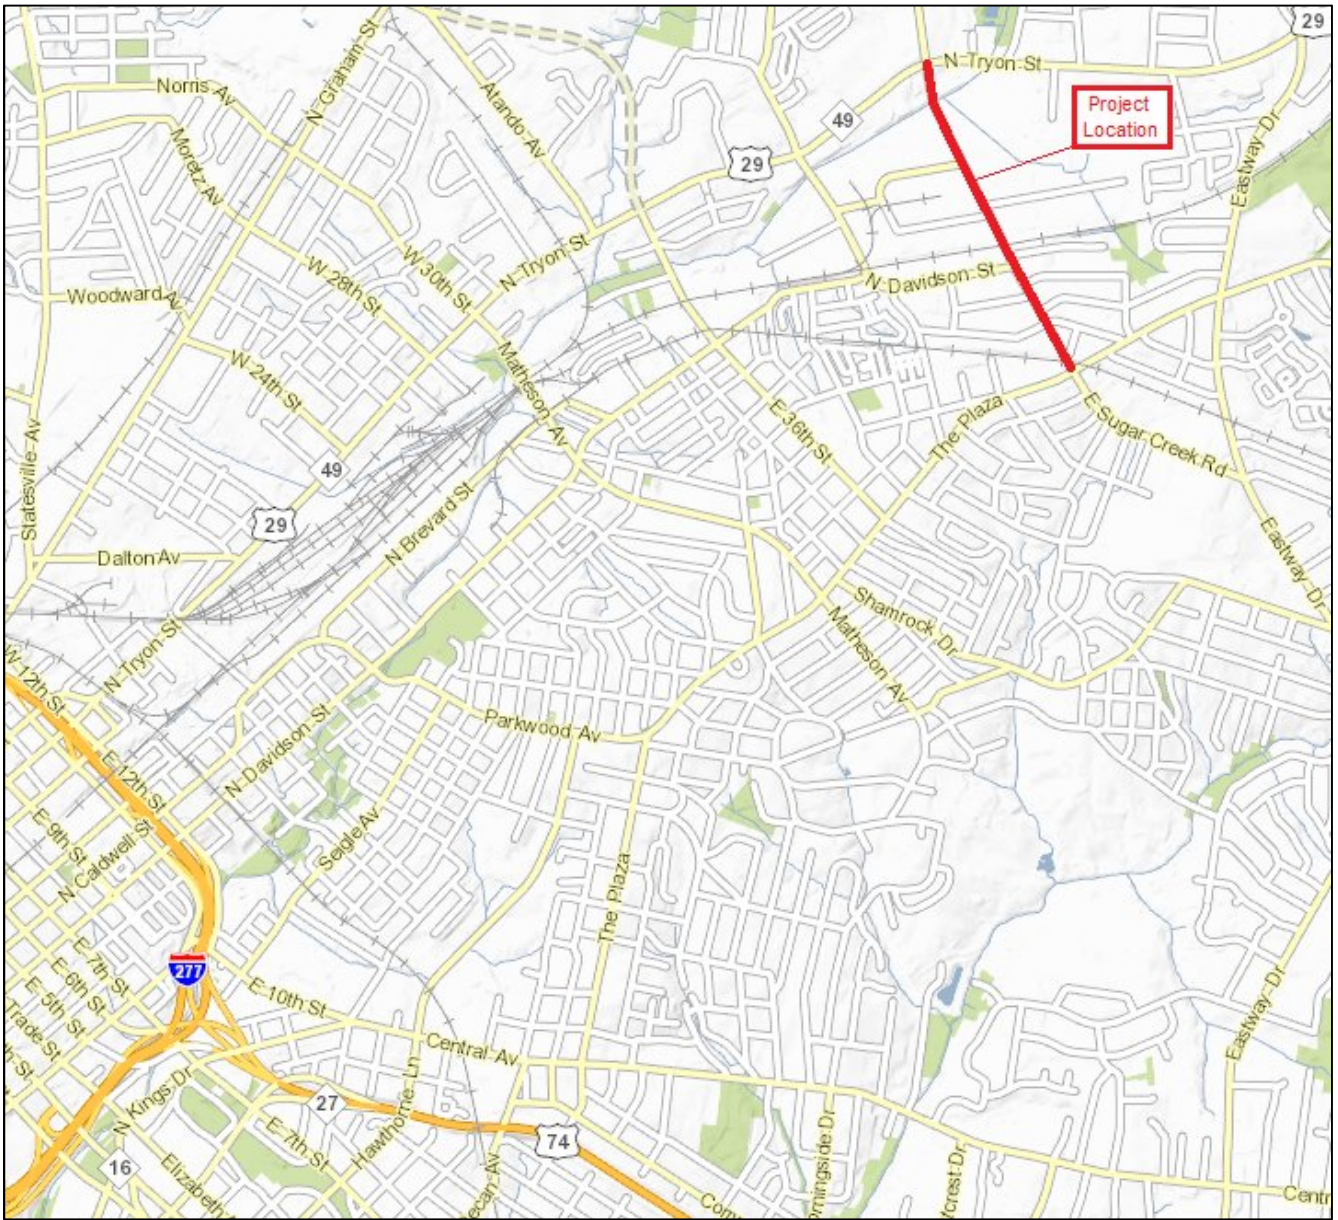 29
N Tryon St
Project
Location
N Graham St
Norris Av
Atando Av
49
Moretz Av
29
Eastway Dr
W 30th St
N Tryon St
W 28th St
N Davidson St
Woodward Av
Matheson Av
W 24th St
E 36th St
The Plaza
E Sugar Creek Rd
Statesville Av
49
29
N Brevard St
Eastway Dr
Dalton Av
Shamrock Dr
Matheson Av
N Tryon St
W 12th St
Parkwood Av
N Davidson St
E 12th St
E 9th St
N Caldwell St
Seigle Av
The Plaza
E 7th St
277
E 6th St
E 10th St
E 5th St
Trade St
Central Av
Eastway Dr
N Kings Dr
27
Hawthorne Ln
74
E 7th St
16
Elizabeth